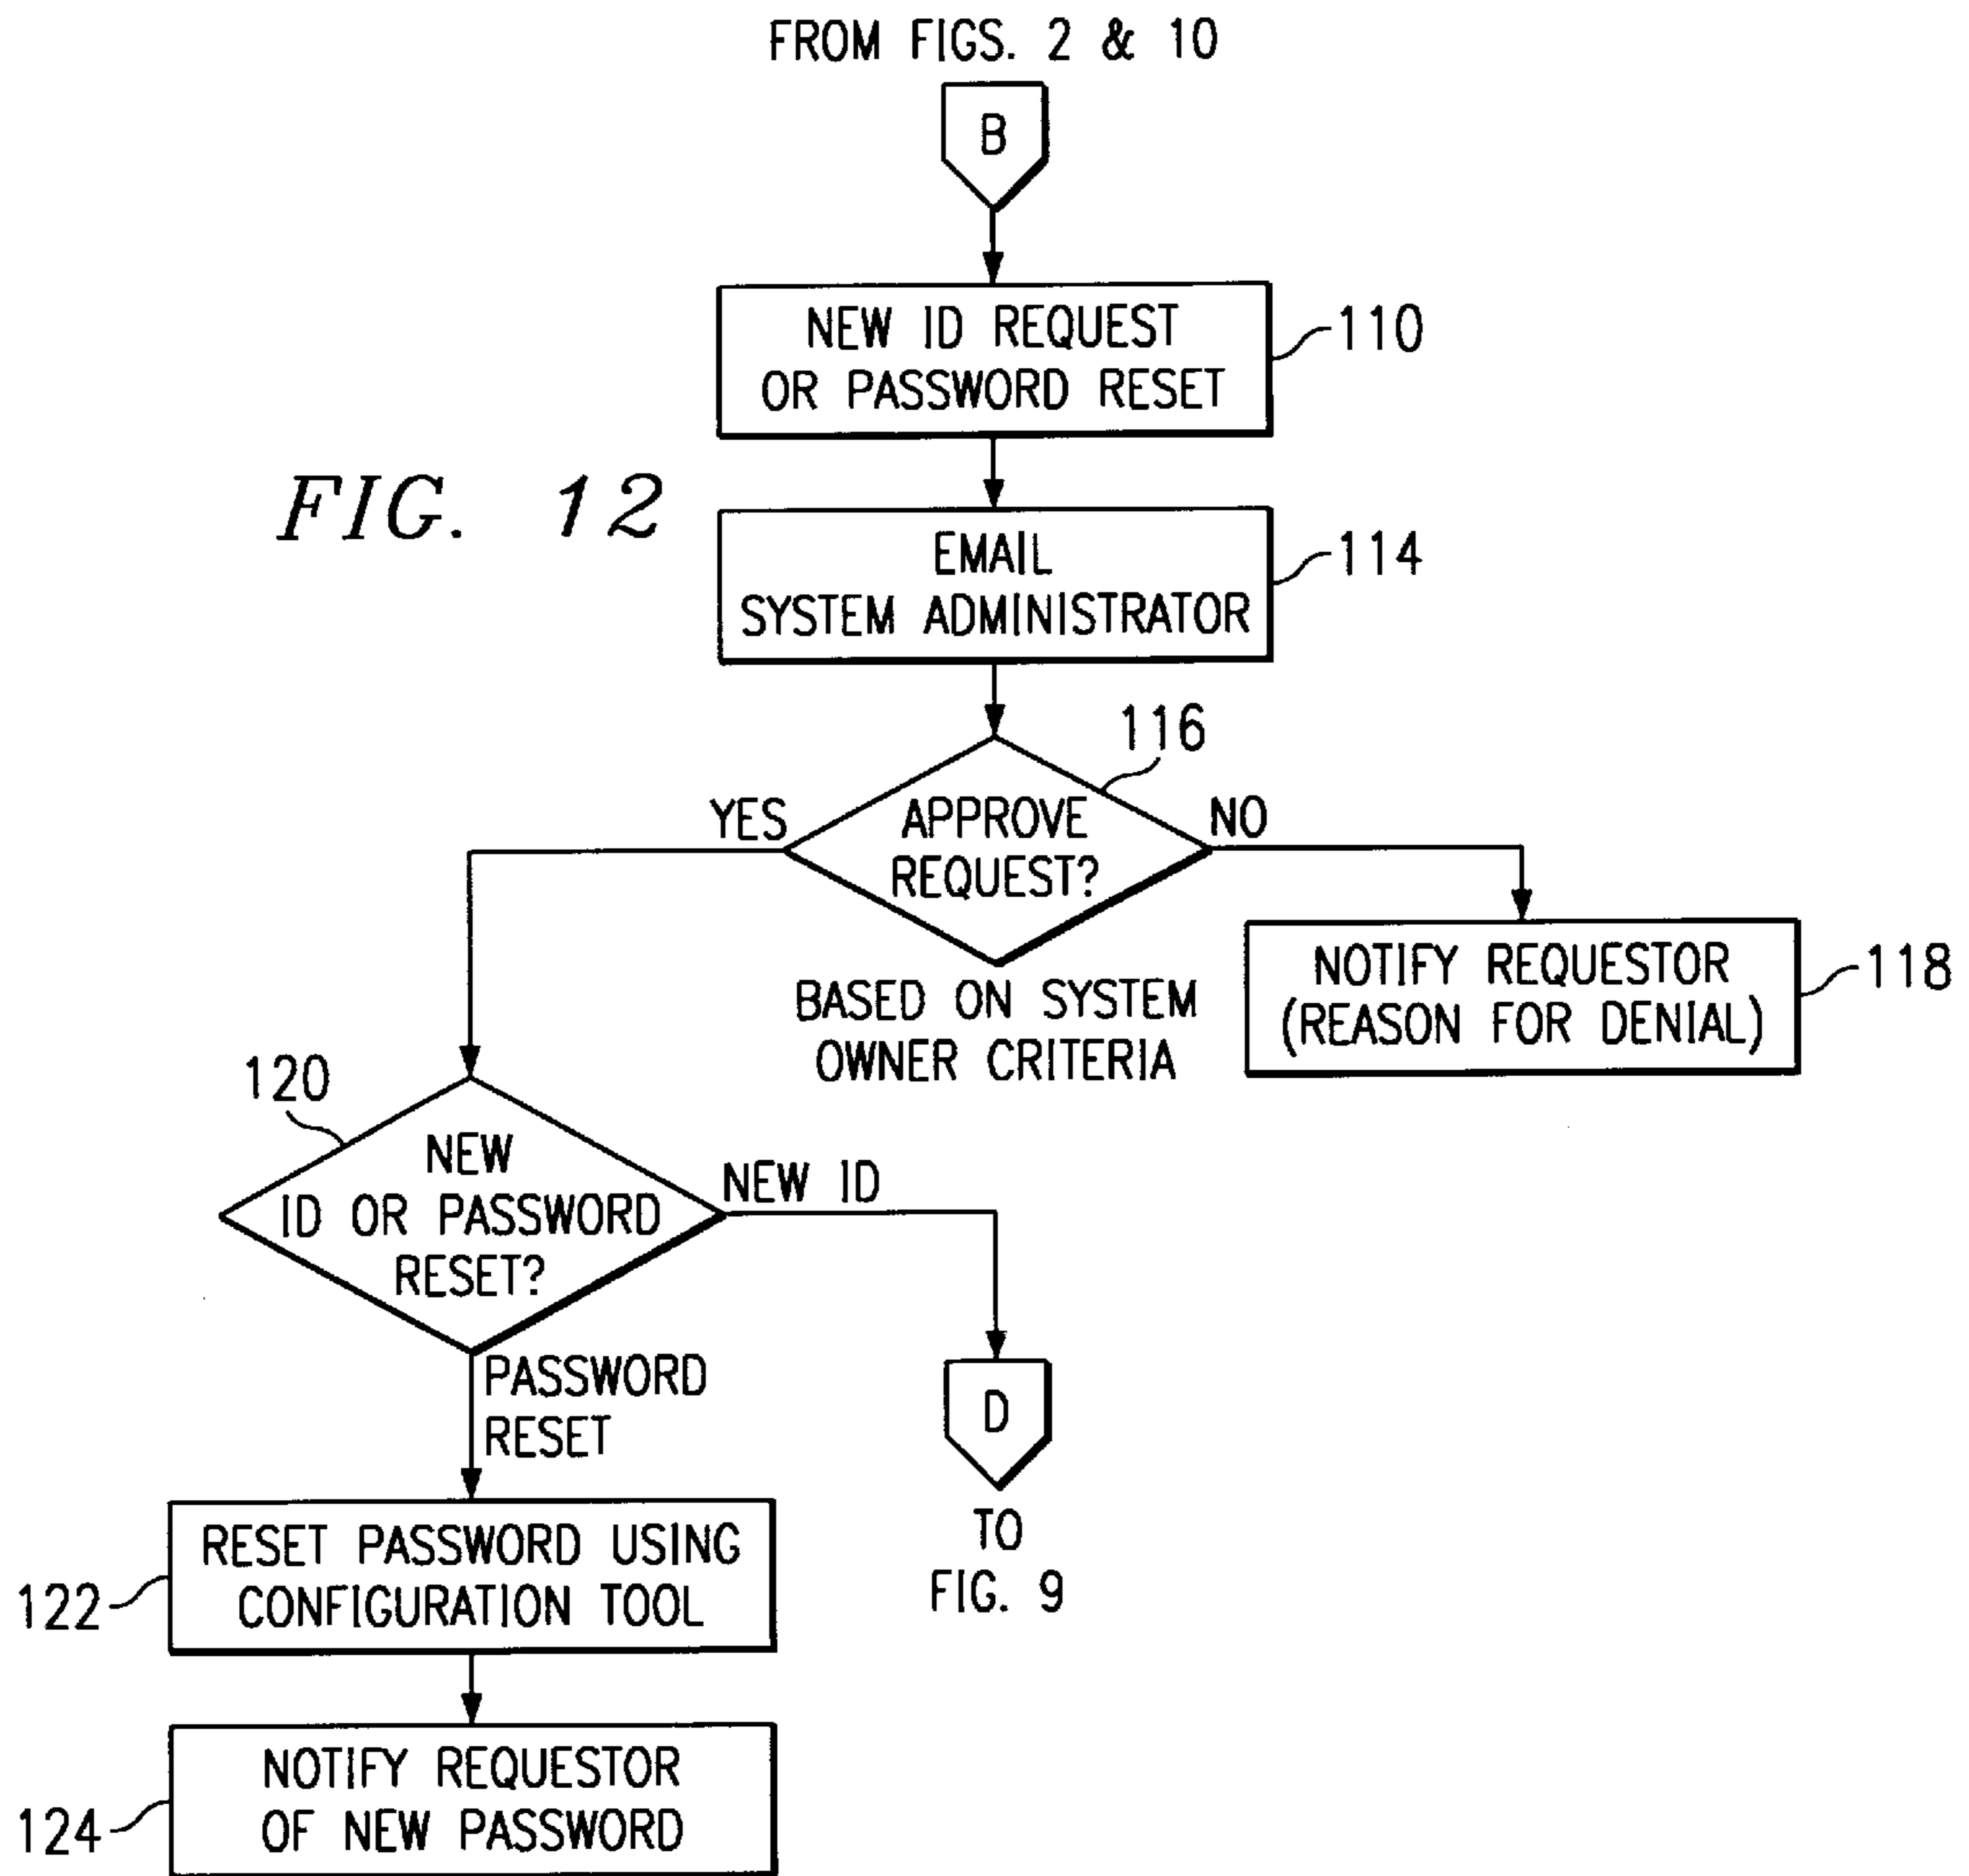 FROM FIGS. 2 & 10
B
NEW ID REQUEST
OR PASSWORD RESET
110
FIG. 12
EMAIL
SYSTEM ADMINISTRATOR
114
116
YES
APPROVE
REQUEST?
NO
BASED ON SYSTEM
OWNER CRITERIA
NOTIFY REQUESTOR
(REASON FOR DENIAL)
118
120
NEW
ID OR PASSWORD
RESET?
NEW ID
PASSWORD
RESET
D
TO
FIG. 9
RESET PASSWORD USING
CONFIGURATION TOOL
122
NOTIFY REQUESTOR
OF NEW PASSWORD
124